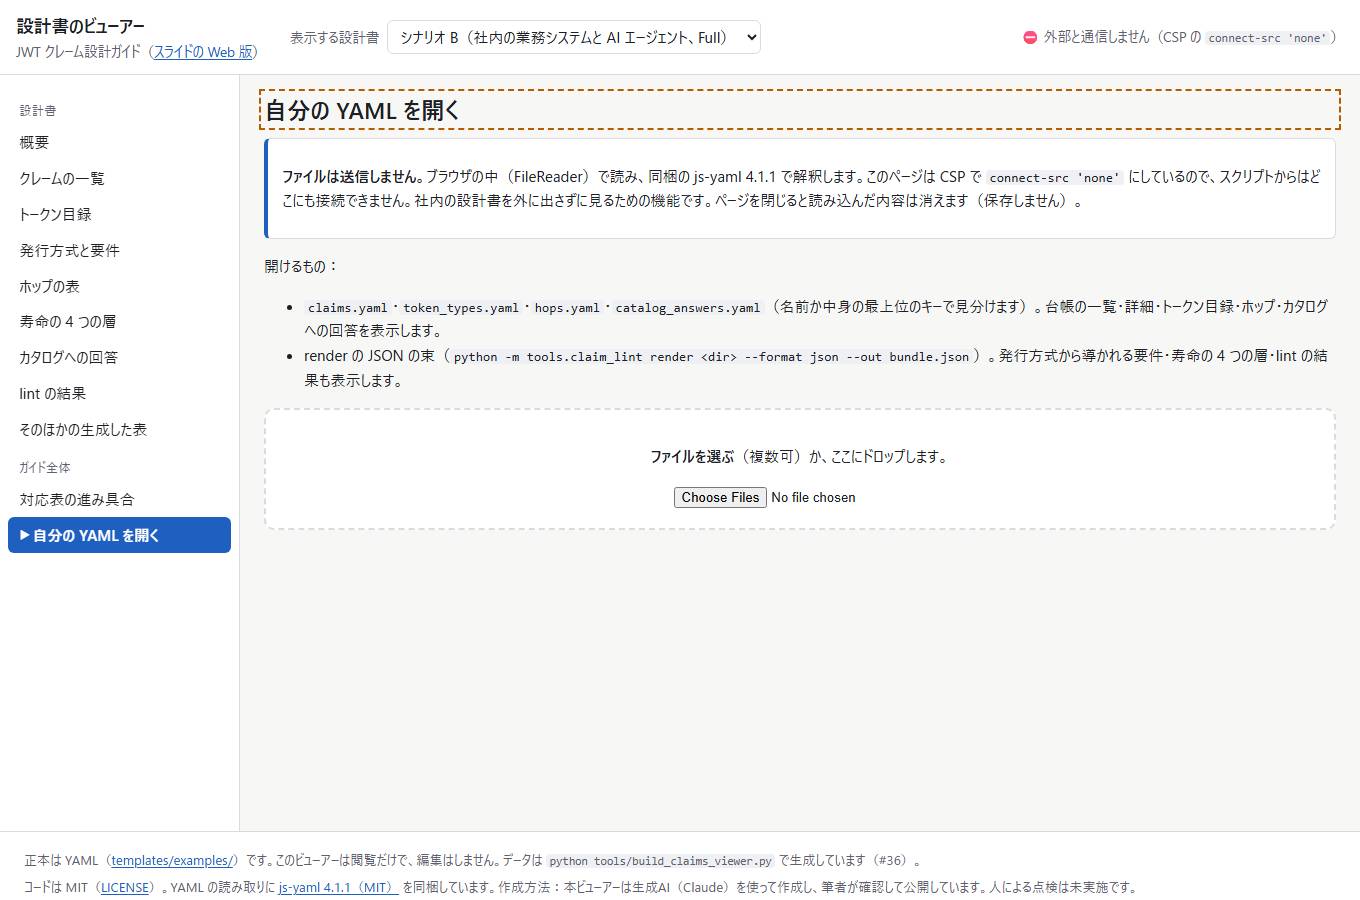 設計書のビューアー
JWT クレーム設計ガイド（スライドの Web 版）
表示する設計書
シナリオ B（社内の業務システムと AI エージェント、Full）
外部と通信しません（CSP の connect-src 'none'）
設計書
概要
クレームの一覧
トークン目録
発行方式と要件
ホップの表
寿命の 4 つの層
カタログへの回答
lint の結果
そのほかの生成した表
ガイド全体
対応表の進み具合
▶ 自分の YAML を開く
自分の YAML を開く
ファイルは送信しません。ブラウザの中（FileReader）で読み、同梱の js-yaml 4.1.1 で解釈します。このページは CSP で connect-src 'none' にしているので、スクリプトからはど
こにも接続できません。社内の設計書を外に出さずに見るための機能です。ページを閉じると読み込んだ内容は消えます（保存しません）。
開けるもの：
• claims.yaml・token_types.yaml・hops.yaml・catalog_answers.yaml（名前か中身の最上位のキーで見分けます）。台帳の一覧・詳細・トークン目録・ホップ・カタログ
への回答を表示します。
• render の JSON の束（python -m tools.claim_lint render <dir> --format json --out bundle.json）。発行方式から導かれる要件・寿命の 4 つの層・lint の結
果も表示します。
ファイルを選ぶ（複数可）か、ここにドロップします。
Choose Files No file chosen
正本は YAML（templates/examples/）です。このビューアーは閲覧だけで、編集はしません。データは python tools/build_claims_viewer.py で生成しています（#36）。
コードは MIT（LICENSE）。YAML の読み取りに js-yaml 4.1.1（MIT）を同梱しています。作成方法：本ビューアーは生成AI（Claude）を使って作成し、筆者が確認して公開しています。人による点検は未実施です。